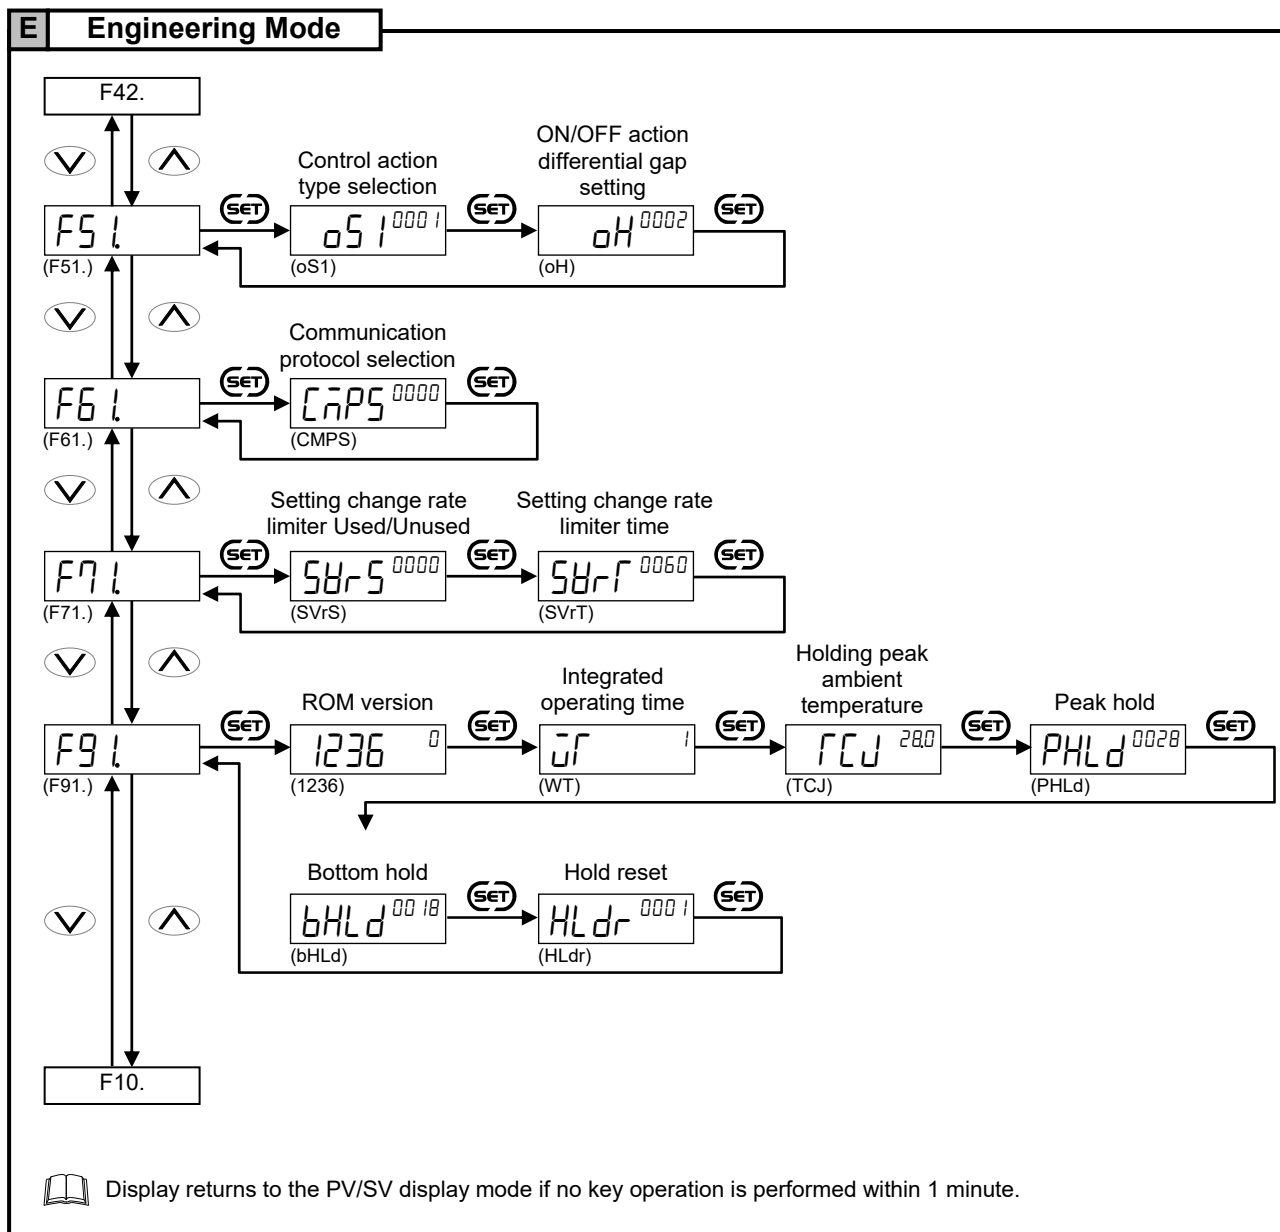 E Engineering Mode
F42.
Control action
type selection
ON/OFF action
differential gap
setting
F51. SET oS1 0001 SET oH 0002 SET
(F51.) (oS1) (oH)
Communication
protocol selection
F61. SET CMPS 0000 SET
(F61.) (CMPS)
Setting change rate
limiter Used/Unused
Setting change rate
limiter time
F71. SET SVrS 0000 SET SVrT 0060 SET
(F71.) (SVrS) (SVrT)
ROM version
Integrated
operating time
Holding peak
ambient
temperature
Peak hold
F91. SET 1236 0 SET WT 1 SET TCJ 28.0 SET PHLd 0028 SET
(F91.) (1236) (WT) (TCJ) (PHLd)
Bottom hold Hold reset
bHLd 0018 SET HLdr 0001 SET
(bHLd) (HLdr)
F10.
Display returns to the PV/SV display mode if no key operation is performed within 1 minute.